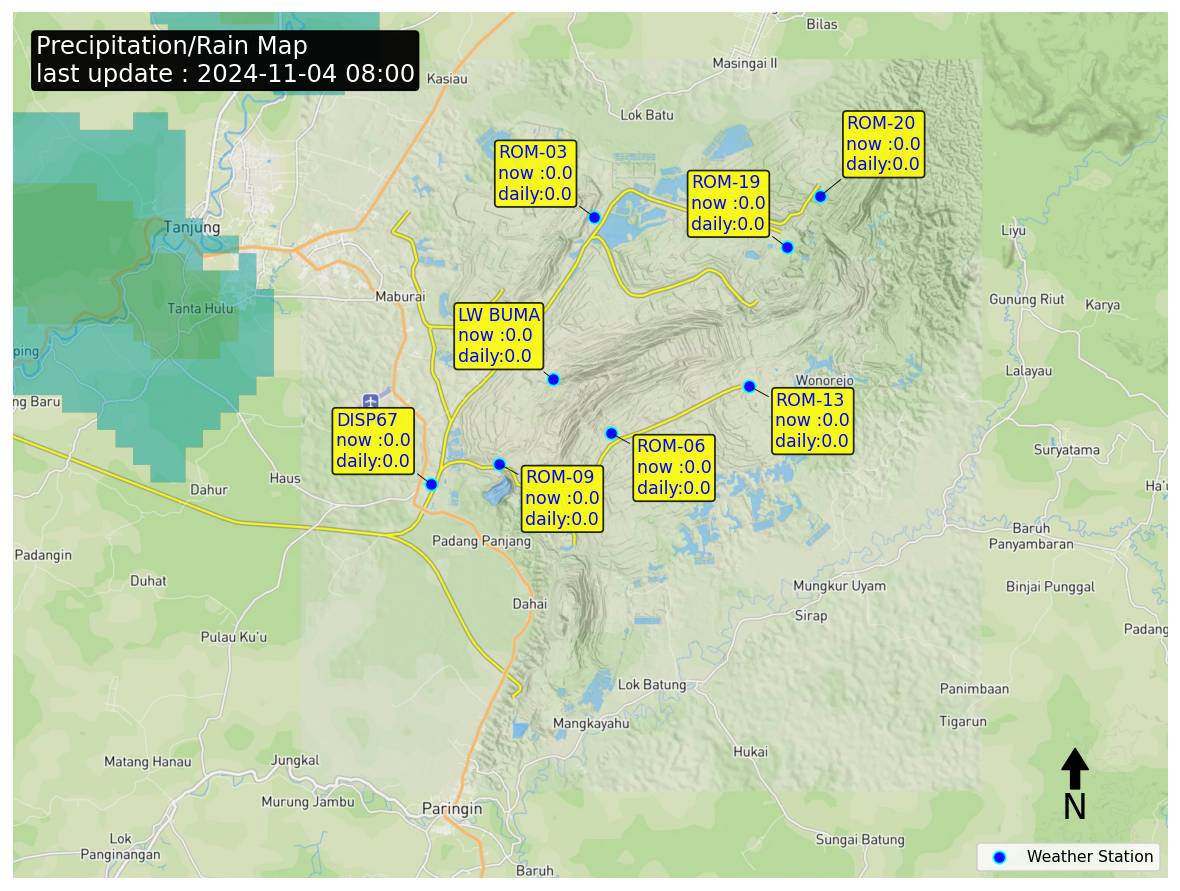 Precipitation/Rain Map
last update : 2024-11-04 08:00
Bilas
Masingai II
Kasiau
Lok Batu
ROM-20
now :0.0
daily:0.0
ROM-03
now :0.0
daily:0.0
ROM-19
now :0.0
daily:0.0
Tanjung
Liyu
Maburai
Tanta Hulu
Gunung Riut
Karya
LW BUMA
now :0.0
daily:0.0
ping
Lalayau
Wonorejo
ng Baru
ROM-13
now :0.0
daily:0.0
DISP67
now :0.0
daily:0.0
ROM-06
now :0.0
daily:0.0
Suryatama
ROM-09
now :0.0
daily:0.0
Haus
Dahur
Ha'u
Baruh
Panyambaran
Padang Panjang
Padangin
Duhat
Mungkur Uyam
Binjai Punggal
Dahai
Sirap
Padang
Pulau Ku'u
Lok Batung
Panimbaan
Mangkayahu
Tigarun
Hukai
Matang Hanau
Jungkal
Murung Jambu
Paringin
N
Lok
Panginangan
Sungai Batung
Baruh
Weather Station